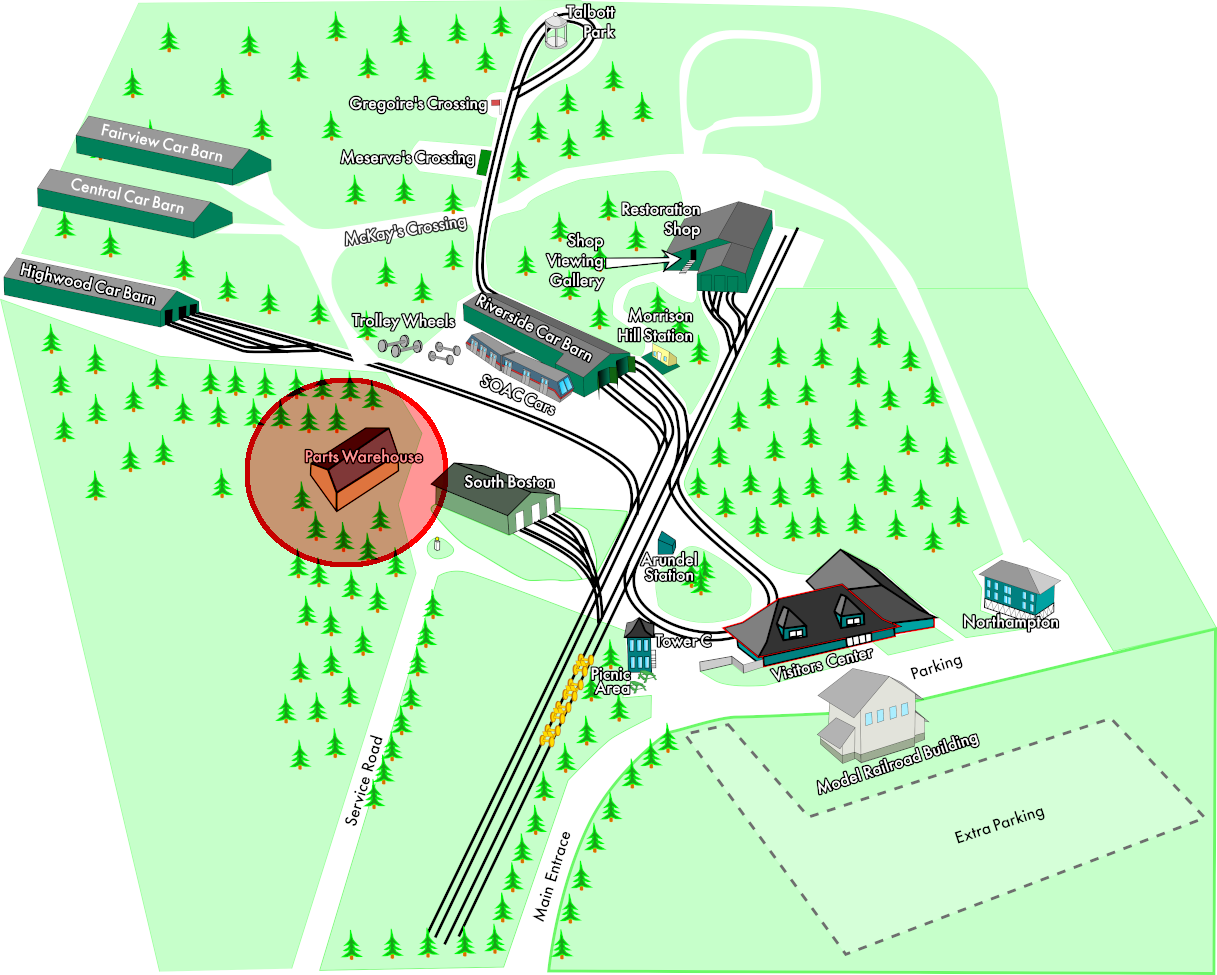 Talbott
Park
Gregoire's Crossing
Meserve's Crossing
Fairview Car Barn
Central Car Barn
McKay's Crossing
Restoration
Shop
Shop
Viewing
Gallery
Highwood Car Barn
Riverside Car Barn
Morrison
Hill Station
Trolley Wheels
SOAC Cars
Parts Warehouse
South Boston
Arundel
Station
Northampton
Tower C
Visitors Center
Parking
Picnic
Area
Service Road
Model Railroad Building
Extra Parking
Main Entrace